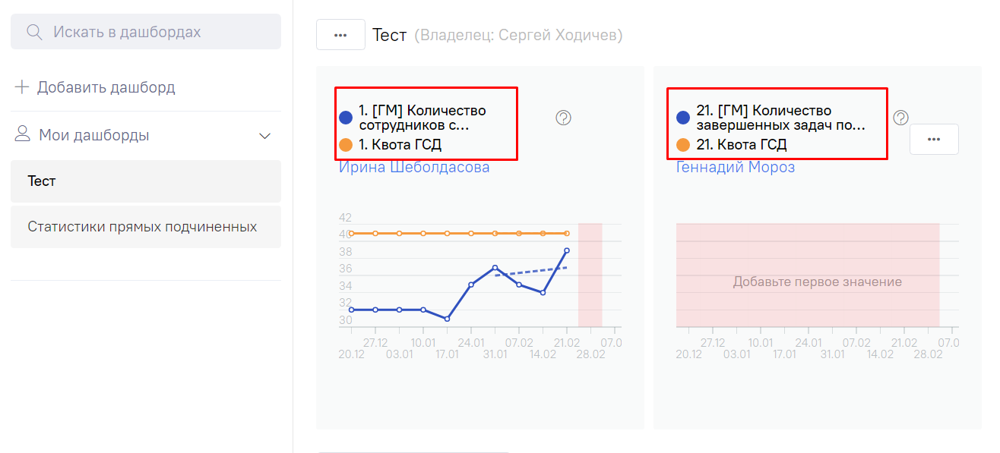 Искать в дашбордах
Добавить дашборд
Мои дашборды
Тест
Статистики прямых подчиненных
Тест (Владелец: Сергей Ходичев)
1. [ГМ] Количество
сотрудников с...
1. Квота ГСД
Ирина Шеболдасова
42
40
38
36
34
32
30
27.12 10.01 24.01 07.02 21.02 07.0
20.12 03.01 17.01 31.01 14.02 28.02
21. [ГМ] Количество
завершенных задач по...
21. Квота ГСД
Геннадий Мороз
Добавьте первое значение
27.12 10.01 24.01 07.02 21.02 07.0
20.12 03.01 17.01 31.01 14.02 28.02